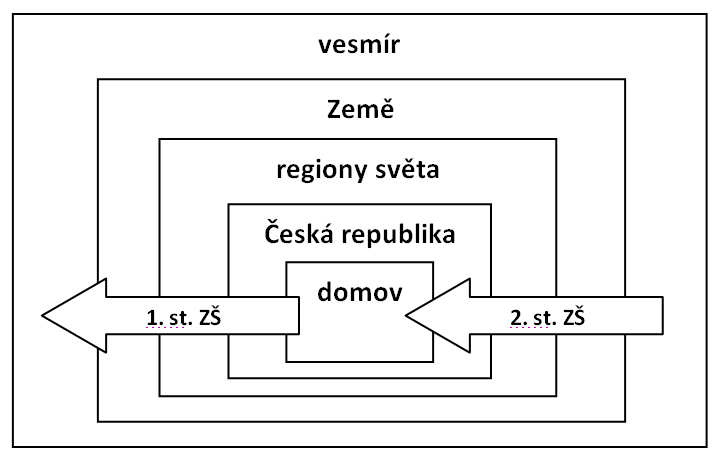 vesmír
Země
regiony světa
Česká republika
domov
1. st. ZŠ
2. st. ZŠ